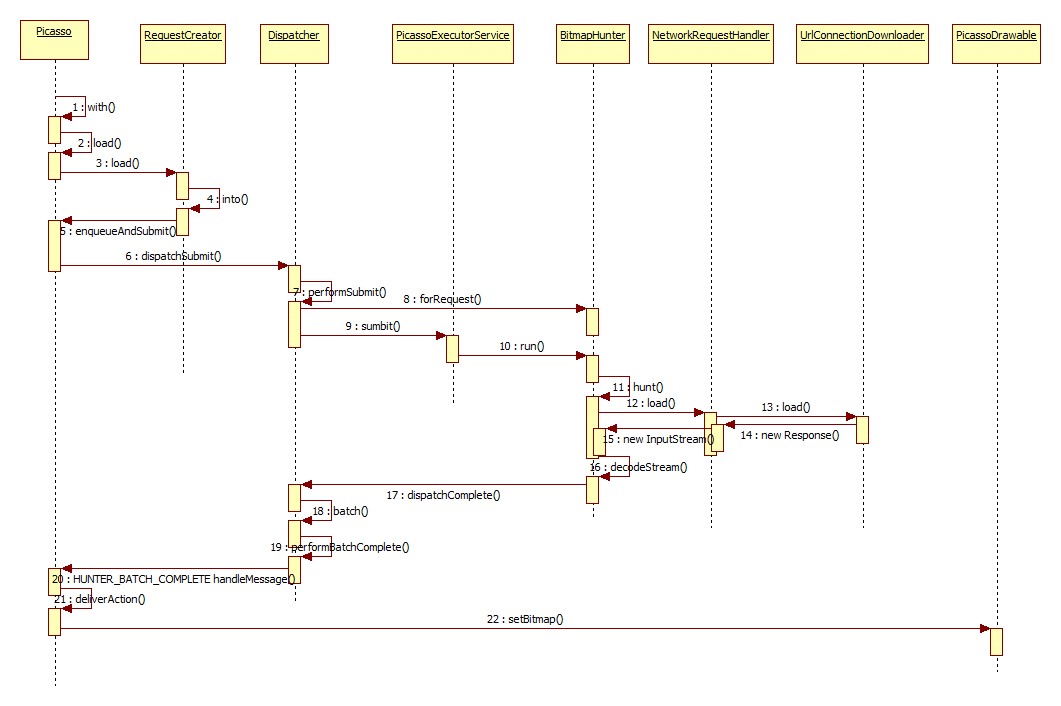 Picasso
RequestCreator
Dispatcher
PicassoExecutorService
BitmapHunter
NetworkRequestHandler
UrlConnectionDownloader
PicassoDrawable
1 : with()
2 : load()
3 : load()
4 : into()
5 : enqueueAndSubmit()
6 : dispatchSubmit()
7 : performSubmit()
8 : forRequest()
9 : sumbit()
10 : run()
11 : hunt()
12 : load()
13 : load()
14 : new Response()
15 : new InputStream()
16 : decodeStream()
17 : dispatchComplete()
18 : batch()
19 : performBatchComplete()
20 : HUNTER_BATCH_COMPLETE handleMessage()
21 : deliverAction()
22 : setBitmap()